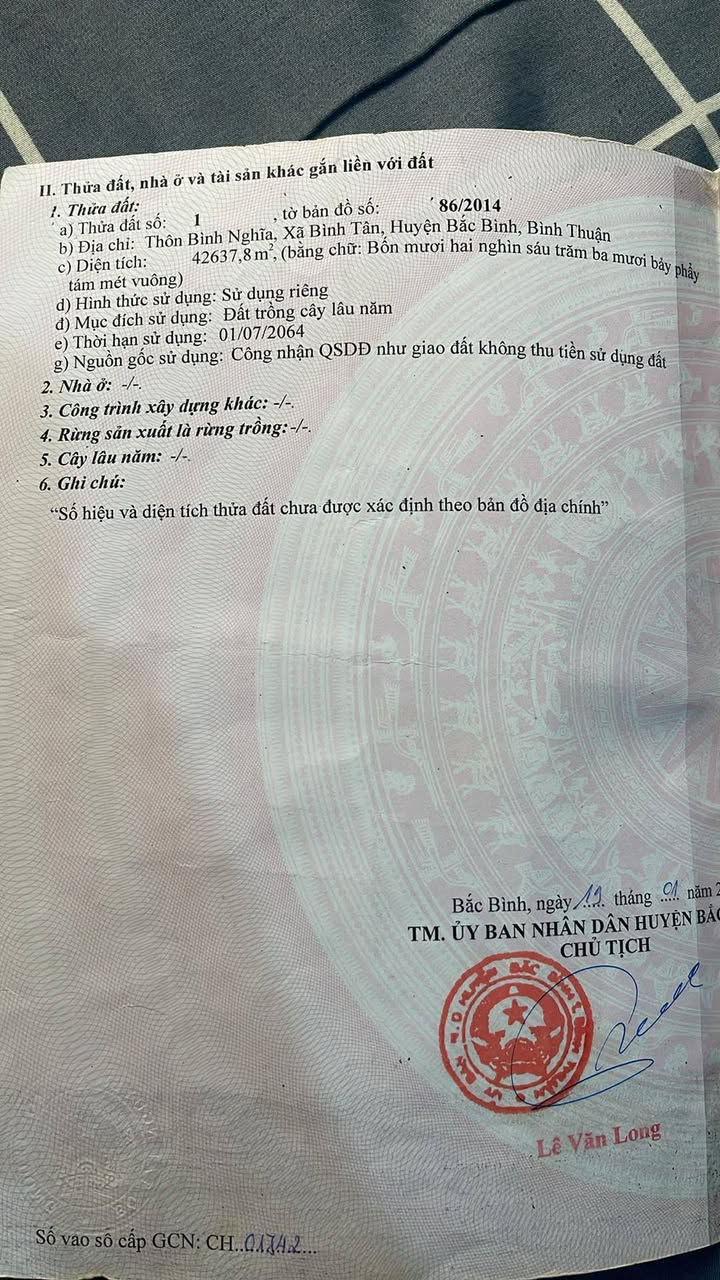 II. Thửa đất, nhà ở và tài sản khác gắn liền với đất
1. Thửa đất:
a) Thửa đất số: 1 , tờ bản đồ số: 86/2014
b) Địa chỉ: Thôn Bình Nghĩa, Xã Bình Tân, Huyện Bắc Bình, Bình Thuận
c) Diện tích: 42637,8 m², (bằng chữ: Bốn mươi hai nghìn sáu trăm ba mươi bảy phẩy
tám mét vuông)
d) Hình thức sử dụng: Sử dụng riêng
đ) Mục đích sử dụng: Đất trồng cây lâu năm
e) Thời hạn sử dụng: 01/07/2064
g) Nguồn gốc sử dụng: Công nhận QSDĐ như giao đất không thu tiền sử dụng đất
2. Nhà ở: -/-.
3. Công trình xây dựng khác: -/-.
4. Rừng sản xuất là rừng trồng: -/-.
5. Cây lâu năm: -/-.
6. Ghi chú:
“Số hiệu và diện tích thửa đất chưa được xác định theo bản đồ địa chính”
Bắc Bình, ngày 12 tháng 01 năm 2
TM. ỦY BAN NHÂN DÂN HUYỆN BẮC
CHỦ TỊCH
Lê Văn Long
Số vào sổ cấp GCN: CH..01742...